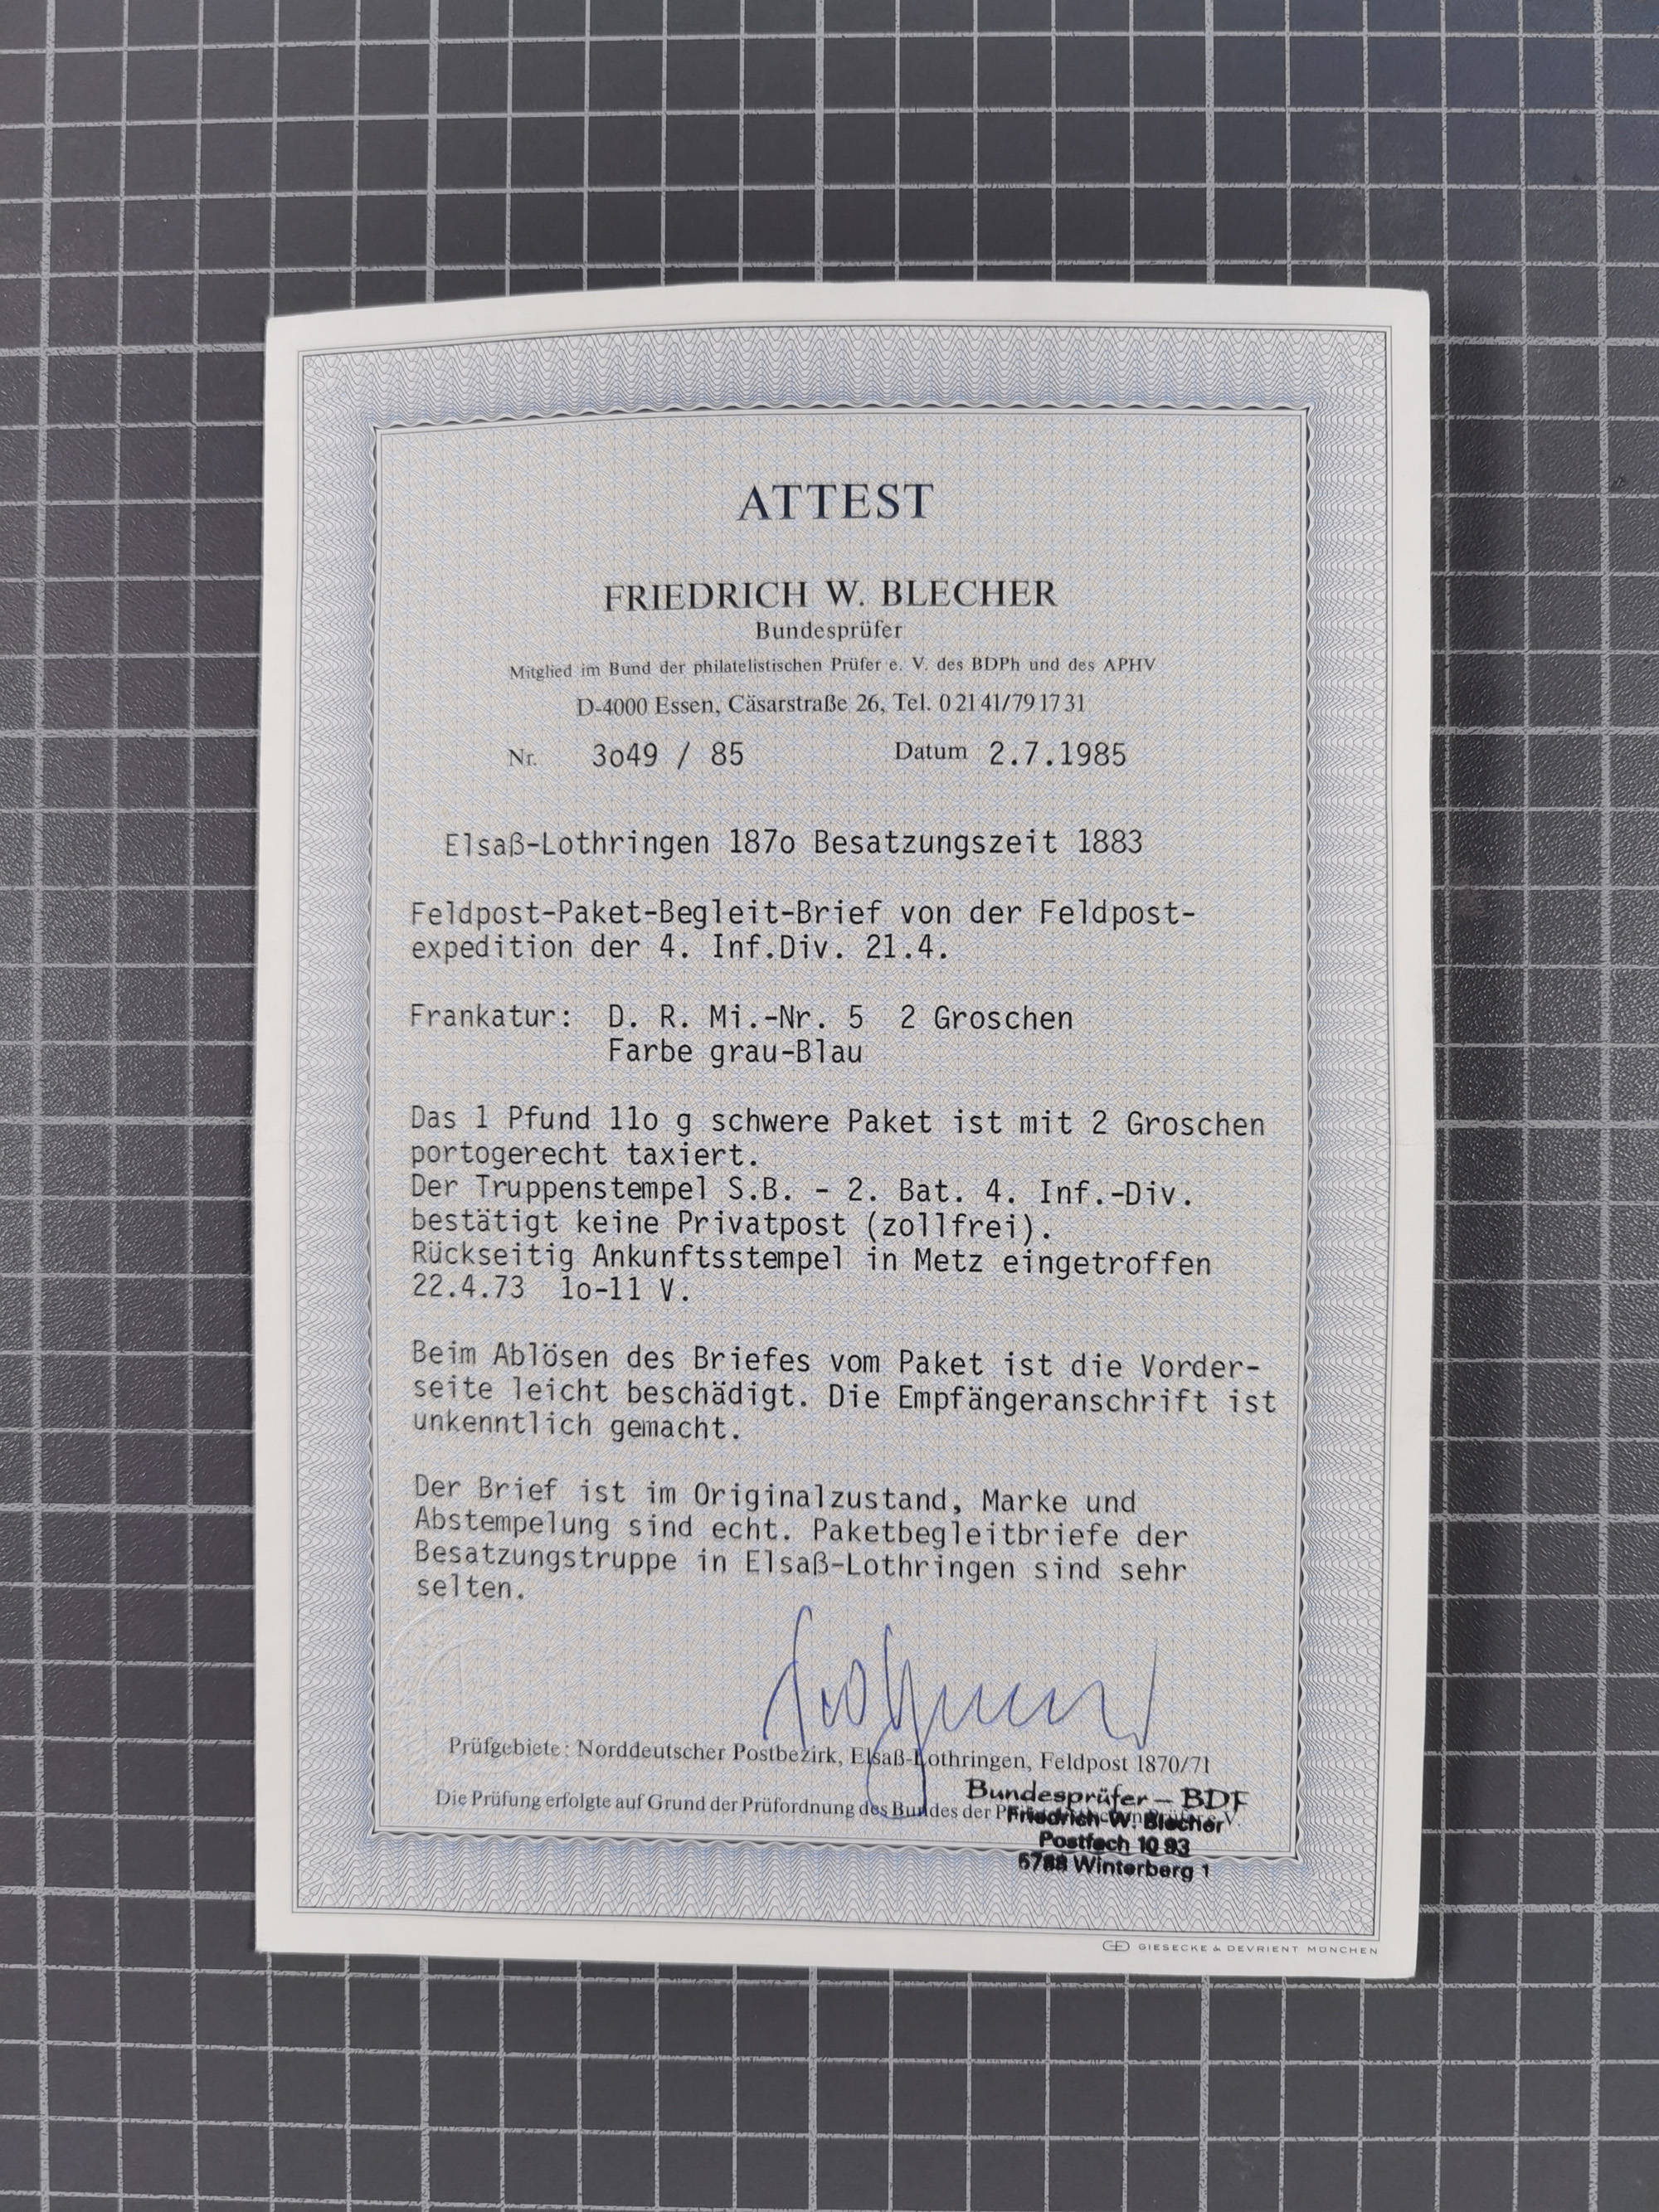 ATTEST
FRIEDRICH W. BLECHER
Bundesprüfer
Mitglied im Bund der philatelistischen Prüfer e. V. des BDPh und des APHV
D-4000 Essen, Cäsarstraße 26, Tel. 0 21 41/79 17 31
Nr. 3o49 / 85 Datum 2.7.1985
Elsaß-Lothringen 187o Besatzungszeit 1883
Feldpost-Paket-Begleit-Brief von der Feldpost-
expedition der 4. Inf.Div. 21.4.
Frankatur: D. R. Mi.-Nr. 5 2 Groschen
Farbe grau-Blau
Das 1 Pfund 11o g schwere Paket ist mit 2 Groschen
portogerecht taxiert.
Der Truppenstempel S.B. - 2. Bat. 4. Inf.-Div.
bestätigt keine Privatpost (zollfrei).
Rückseitig Ankunftsstempel in Metz eingetroffen
22.4.73 1o-11 V.
Beim Ablösen des Briefes vom Paket ist die Vorder-
seite leicht beschädigt. Die Empfängeranschrift ist
unkenntlich gemacht.
Der Brief ist im Originalzustand, Marke und
Abstempelung sind echt. Paketbegleitbriefe der
Besatzungstruppe in Elsaß-Lothringen sind sehr
selten.
Prüfgebiete: Norddeutscher Postbezirk, Elsaß-Lothringen, Feldpost 1870/71
Bundesprüfer – BDF
Die Prüfung erfolgte auf Grund der Prüfordnung des Bundes der
Friedrich W. Blecher
Postfach 10 93
5788 Winterberg 1
GIESECKE & DEVRIENT MÜNCHEN